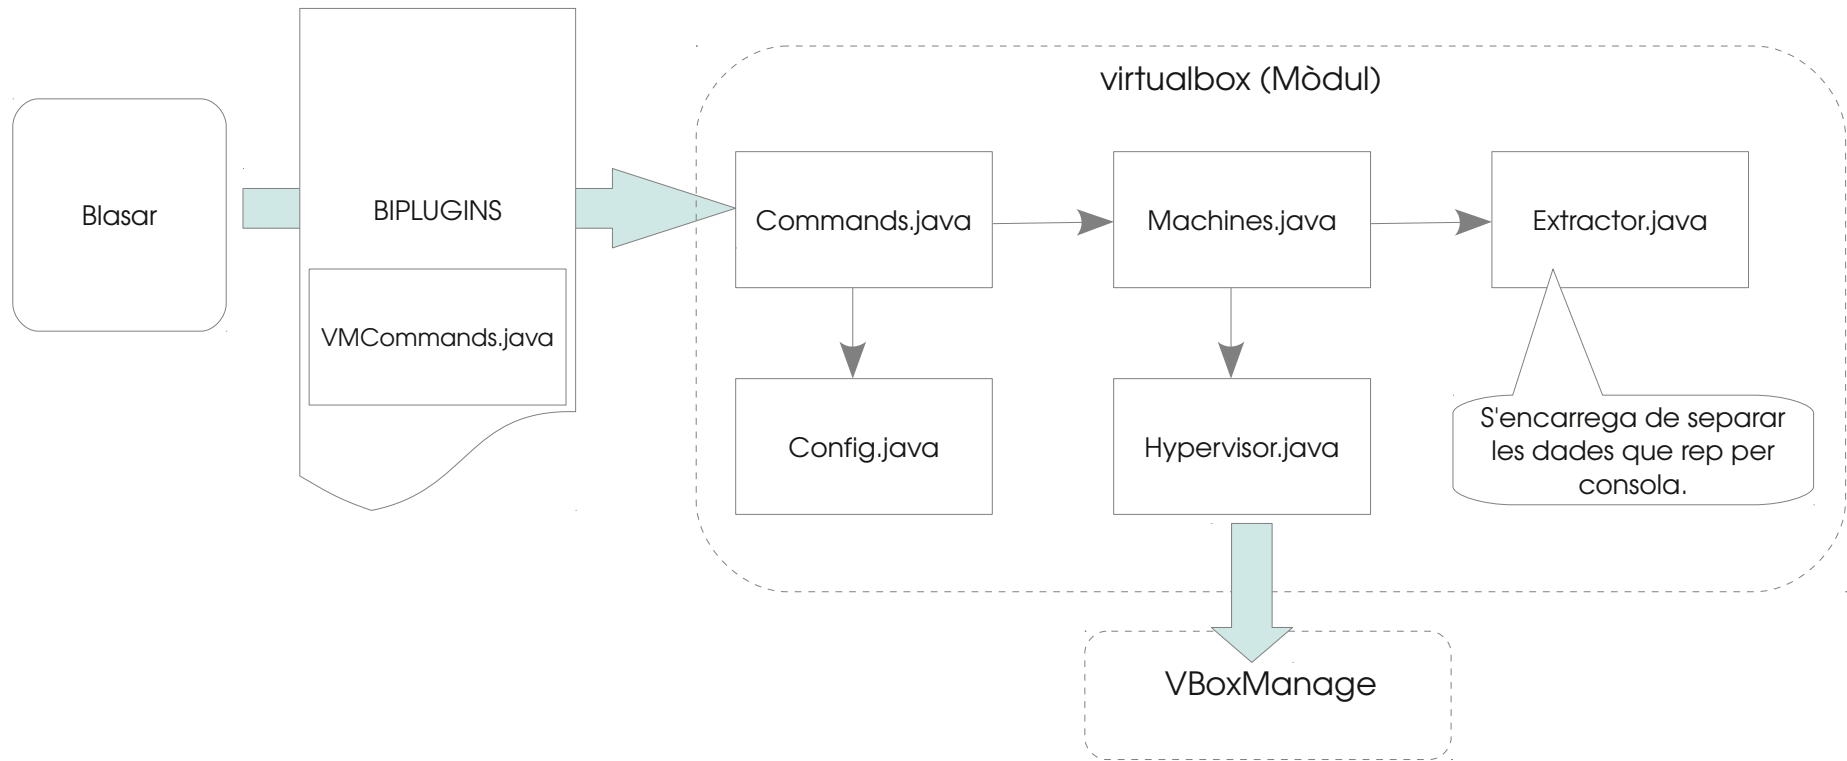 virtualbox (Mòdul)
Blasar
BIPLUGINS
VMCommands.java
Commands.java
Machines.java
Extractor.java
Config.java
Hypervisor.java
S'encarrega de separar
les dades que rep per
consola.
VBoxManage